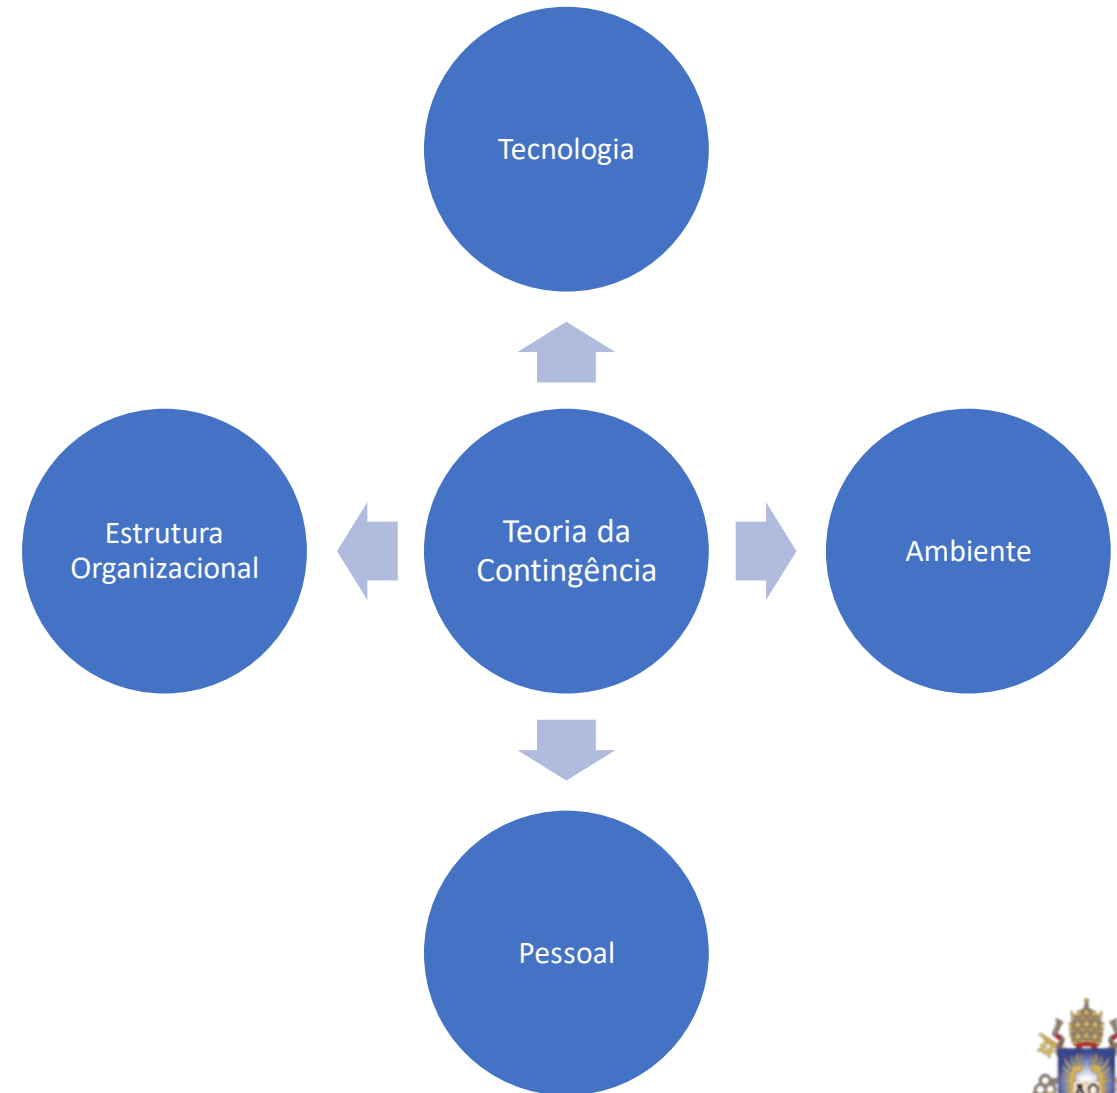 Tecnologia
Estrutura
Organizacional
Teoria da
Contingência
Ambiente
Pessoal